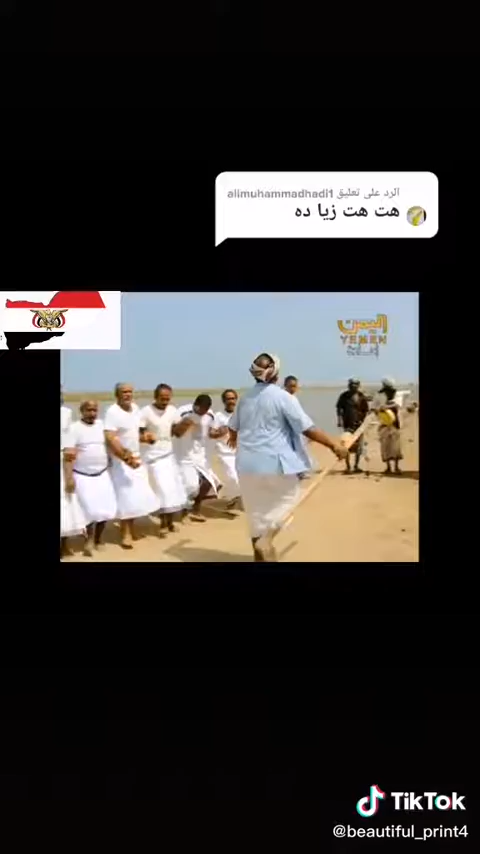 الرد على تعليق alimuhammadhadi1
هت هت زيا ده
اليمن
YEMEN
TikTok
@beautiful_print4